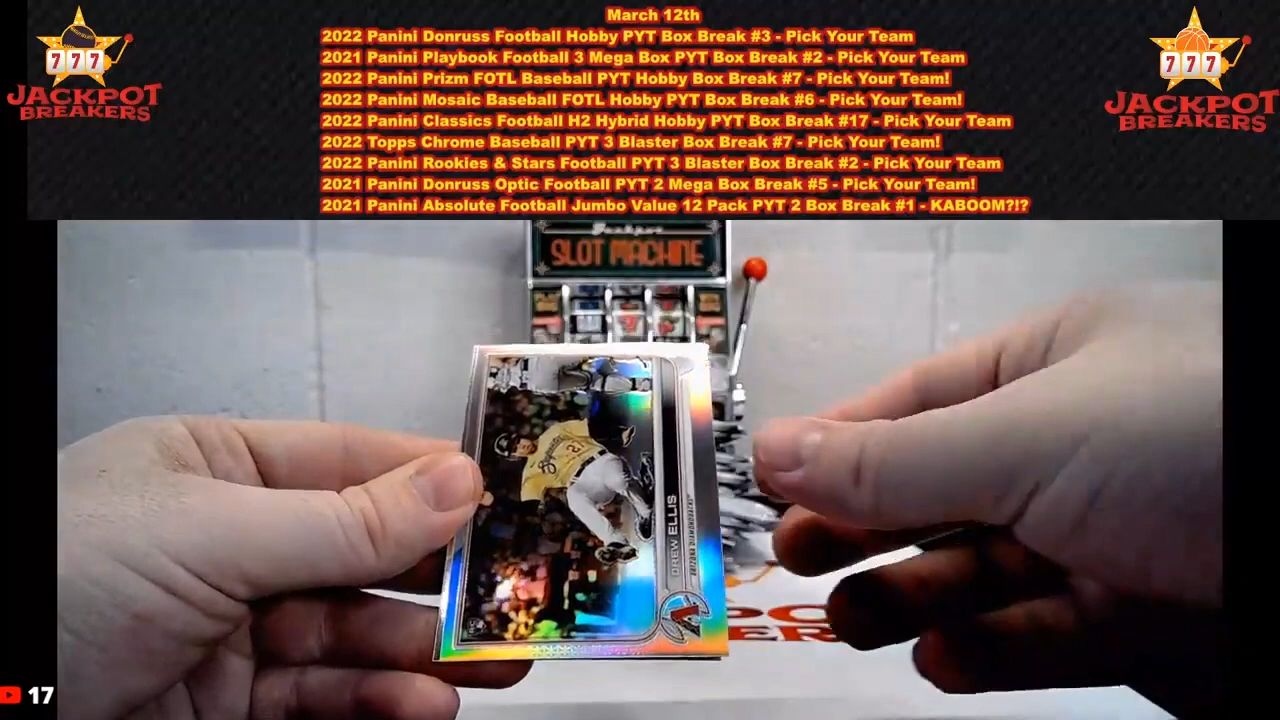 March 12th
2022 Panini Donruss Football Hobby PYT Box Break #3 - Pick Your Team
2021 Panini Playbook Football 3 Mega Box PYT Box Break #2 - Pick Your Team
2022 Panini Prizm FOTL Baseball PYT Hobby Box Break #7 - Pick Your Team!
2022 Panini Mosaic Baseball FOTL Hobby PYT Box Break #6 - Pick Your Team!
2022 Panini Classics Football H2 Hybrid Hobby PYT Box Break #17 - Pick Your Team
2022 Topps Chrome Baseball PYT 3 Blaster Box Break #7 - Pick Your Team!
2022 Panini Rookies & Stars Football PYT 3 Blaster Box Break #2 - Pick Your Team
2021 Panini Donruss Optic Football PYT 2 Mega Box Break #5 - Pick Your Team!
2021 Panini Absolute Football Jumbo Value 12 Pack PYT 2 Box Break #1 - KABOOM?!?
777
JACKPOT
BREAKERS
777
JACKPOT
BREAKERS
Jackpot
SLOT MACHINE
DREW ELLIS
ARIZONA DIAMONDBACKS
17